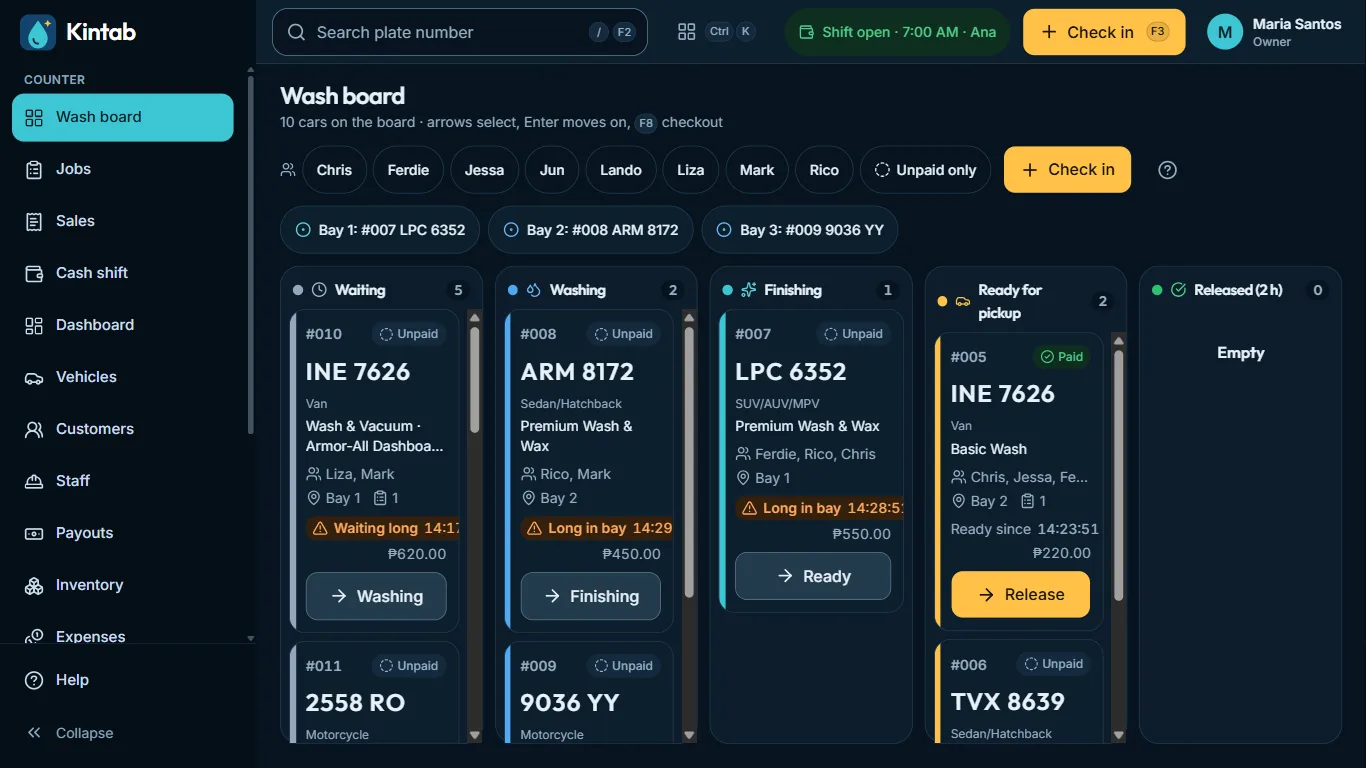 Kintab
Search plate number / F2
Ctrl K
Shift open · 7:00 AM · Ana
+ Check in F3
M
Maria Santos
Owner
COUNTER
Wash board
Jobs
Sales
Cash shift
Dashboard
Vehicles
Customers
Staff
Payouts
Inventory
Expenses
Help
Collapse
Wash board
10 cars on the board · arrows select, Enter moves on, F8 checkout
Chris Ferdie Jessa Jun Lando Liza Mark Rico Unpaid only + Check in
Bay 1: #007 LPC 6352 Bay 2: #008 ARM 8172 Bay 3: #009 9036 YY
Waiting 5
#010 Unpaid
INE 7626
Van
Wash & Vacuum ·
Armor-All Dashboa...
Liza, Mark
Bay 1 1
Waiting long 14:17
₱620.00
→ Washing
#011 Unpaid
2558 RO
Motorcycle
Washing 2
#008 Unpaid
ARM 8172
Sedan/Hatchback
Premium Wash &
Wax
Rico, Mark
Bay 2
Long in bay 14:29
₱450.00
→ Finishing
#009 Unpaid
9036 YY
Motorcycle
Finishing 1
#007 Unpaid
LPC 6352
SUV/AUV/MPV
Premium Wash & Wax
Ferdie, Rico, Chris
Bay 1
Long in bay 14:28:51
₱550.00
→ Ready
Ready for
pickup 2
#005 Paid
INE 7626
Van
Basic Wash
Chris, Jessa, Fe...
Bay 2 1
Ready since 14:23:51
₱220.00
→ Release
#006 Unpaid
TVX 8639
Sedan/Hatchback
Released (2 h) 0
Empty